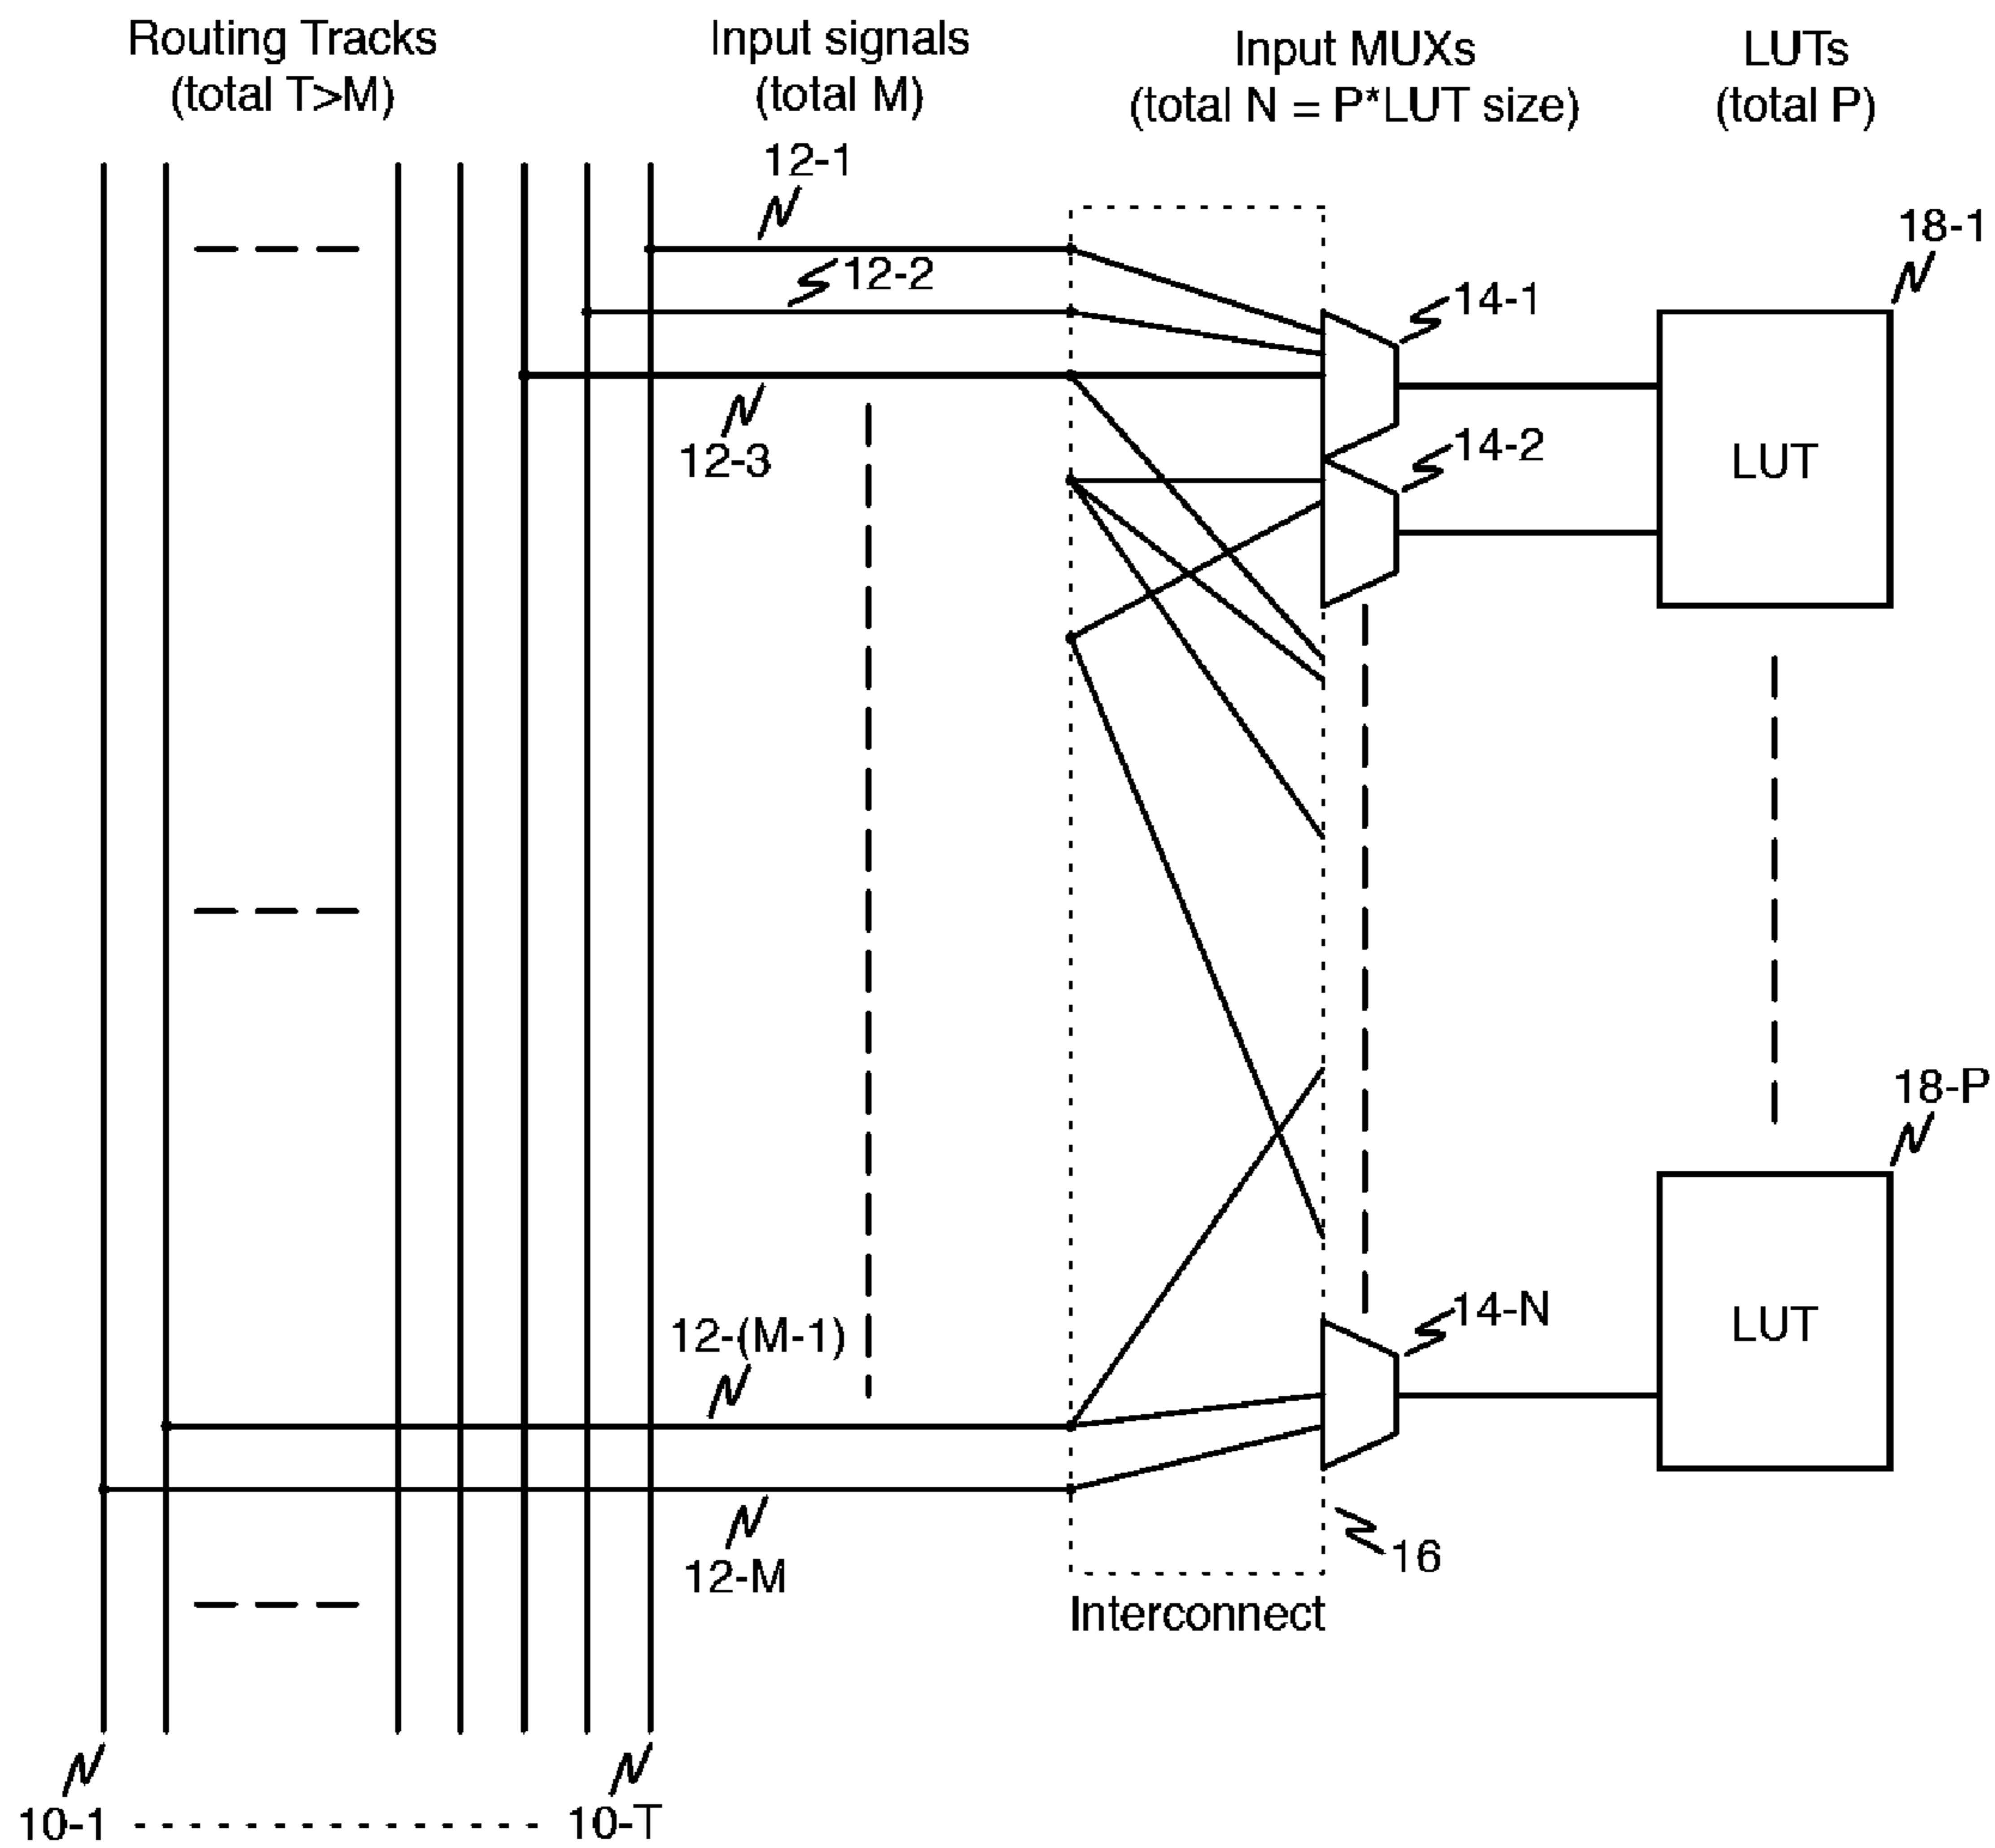 Routing Tracks
(total T>M)
Input signals
(total M)
Input MUXs
(total N = P*LUT size)
LUTs
(total P)
12-1
12-2
12-3
14-1
14-2
18-1
LUT
18-P
LUT
12-(M-1)
14-N
12-M
16
Interconnect
10-1
10-T